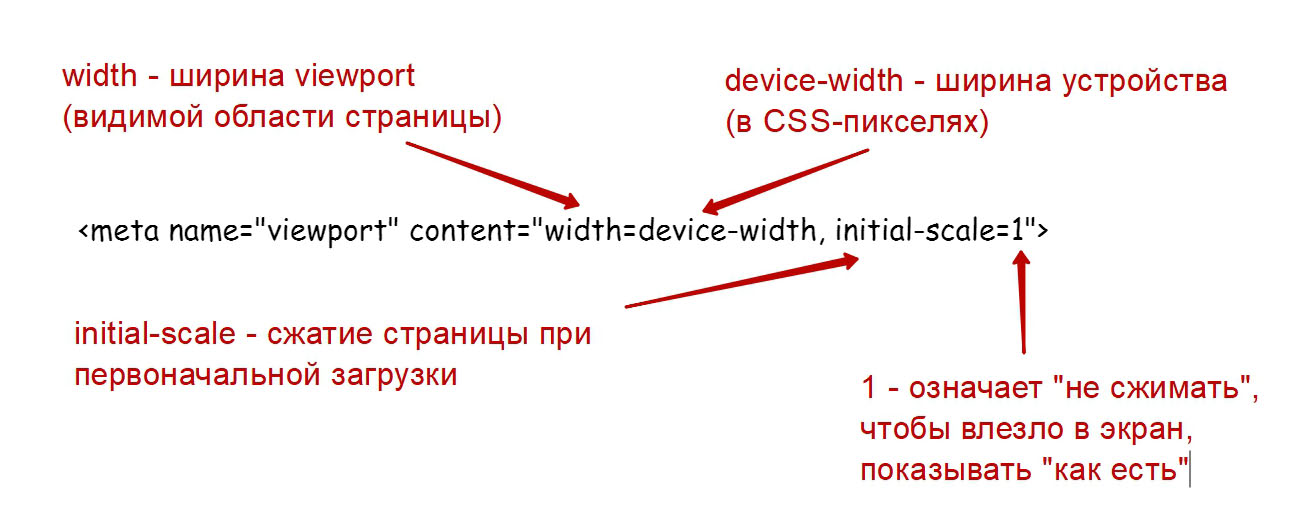 width - ширина viewport
(видимой области страницы)
device-width - ширина устройства
(в CSS-пикселях)
<meta name="viewport" content="width=device-width, initial-scale=1">
initial-scale - сжатие страницы при
первоначальной загрузки
1 - означает "не сжимать",
чтобы влезло в экран,
показывать "как есть"